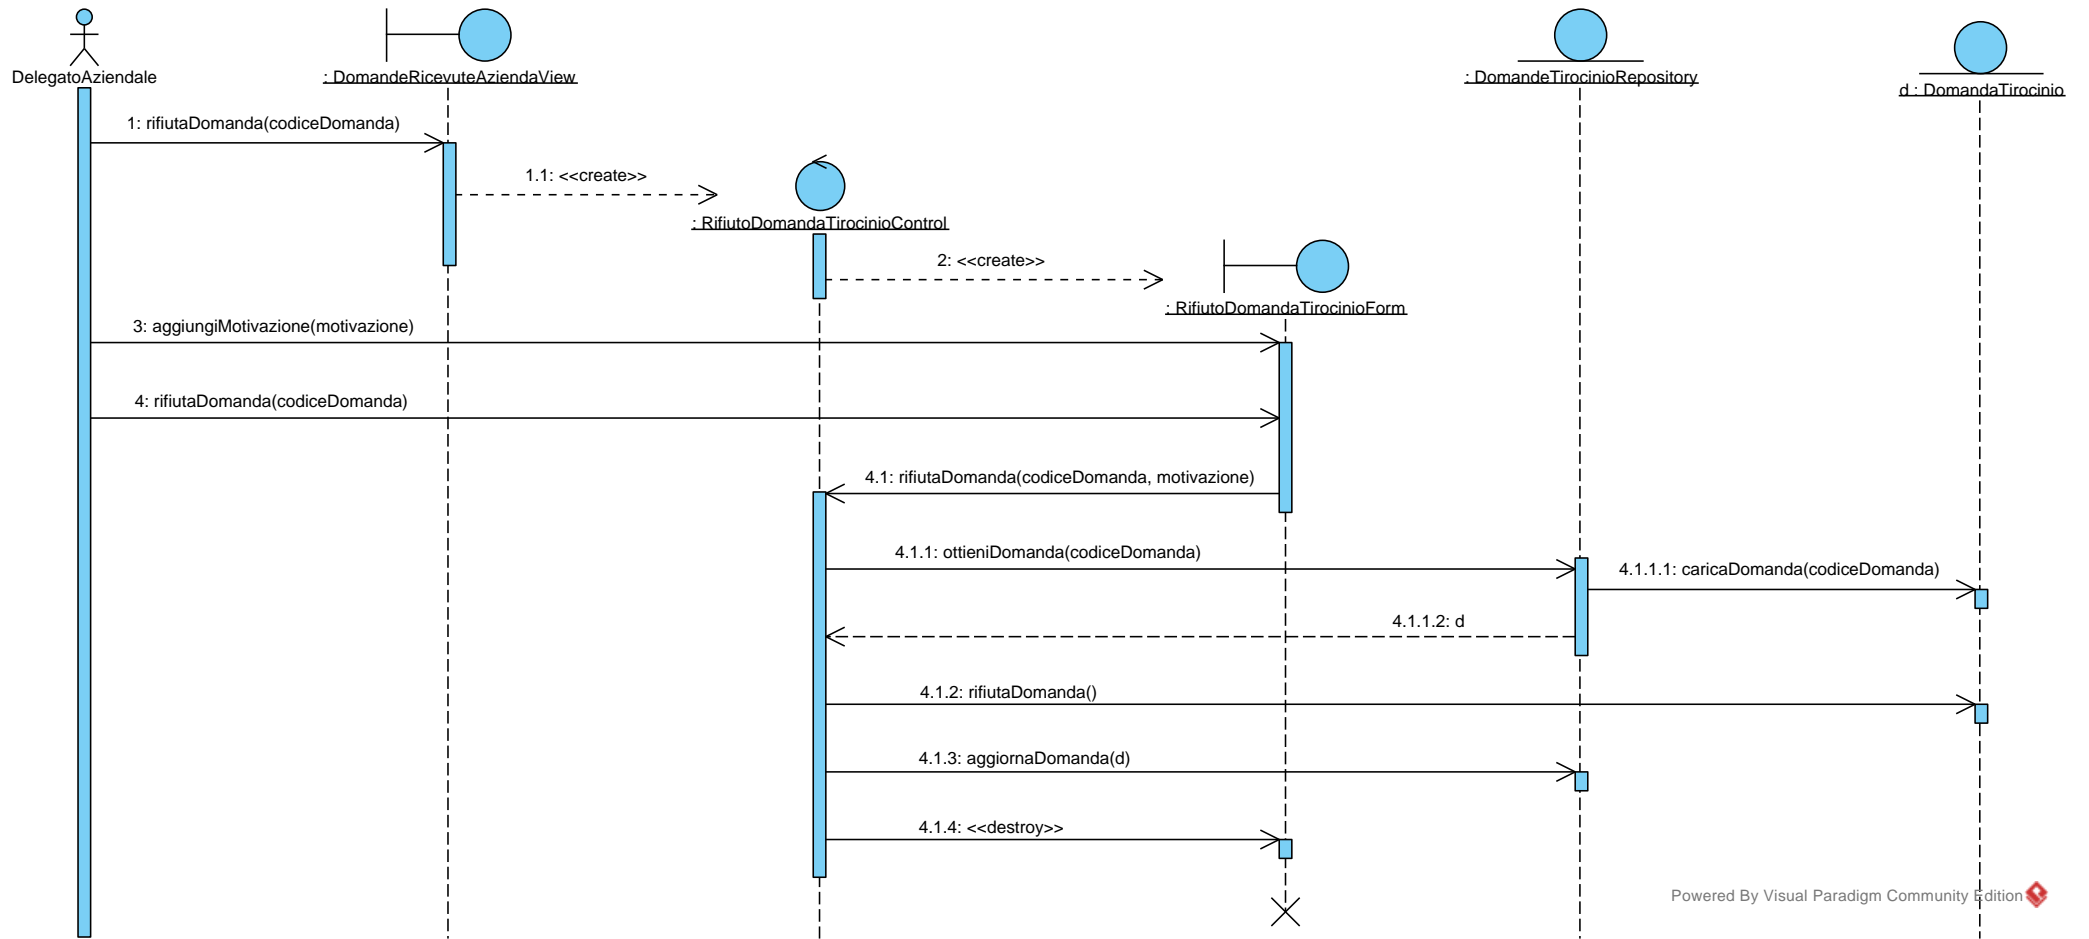 DelegatoAziendale
: DomandeRicevuteAziendaView
: DomandeTirocinioRepository
d : DomandaTirocinio
1: rifiutaDomanda(codiceDomanda)
1.1: <<create>>
: RifiutoDomandaTirocinioControl
2: <<create>>
: RifiutoDomandaTirocinioForm
3: aggiungiMotivazione(motivazione)
4: rifiutaDomanda(codiceDomanda)
4.1: rifiutaDomanda(codiceDomanda, motivazione)
4.1.1: ottieniDomanda(codiceDomanda)
4.1.1.1: caricaDomanda(codiceDomanda)
4.1.1.2: d
4.1.2: rifiutaDomanda()
4.1.3: aggiornaDomanda(d)
4.1.4: <<destroy>>
Powered By Visual Paradigm Community Edition